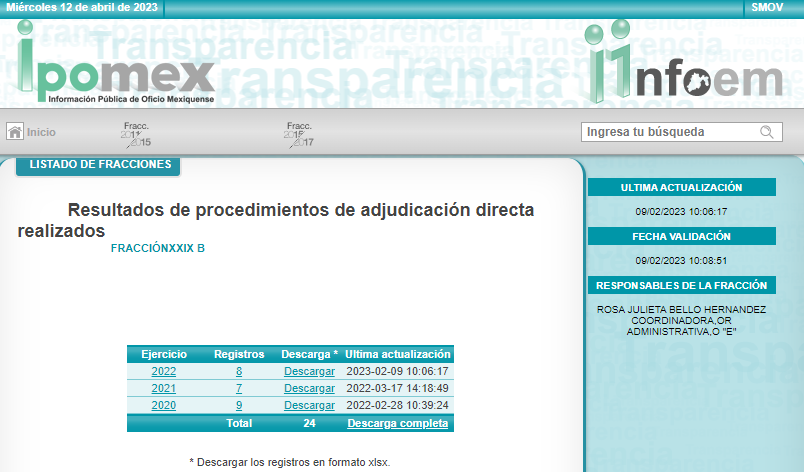 Miércoles 12 de abril de 2023
SMOV
ipomex
Información Pública de Oficio Mexiquense
Transparencia
infoem
Inicio
Fracc.
2011
2015
Fracc.
2017
Ingresa tu búsqueda
LISTADO DE FRACCIONES
Resultados de procedimientos de adjudicación directa
realizados
FRACCIÓNXXIX B
Ejercicio Registros Descarga * Ultima actualización
2022 8 Descargar 2023-02-09 10:06:17
2021 7 Descargar 2022-03-17 14:18:49
2020 9 Descargar 2022-02-28 10:39:24
Total 24 Descarga completa
* Descargar los registros en formato xlsx.
ULTIMA ACTUALIZACIÓN
09/02/2023 10:06:17
FECHA VALIDACIÓN
09/02/2023 10:08:51
RESPONSABLES DE LA FRACCIÓN
ROSA JULIETA BELLO HERNANDEZ
COORDINADORA,OR
ADMINISTRATIVA,O "E"